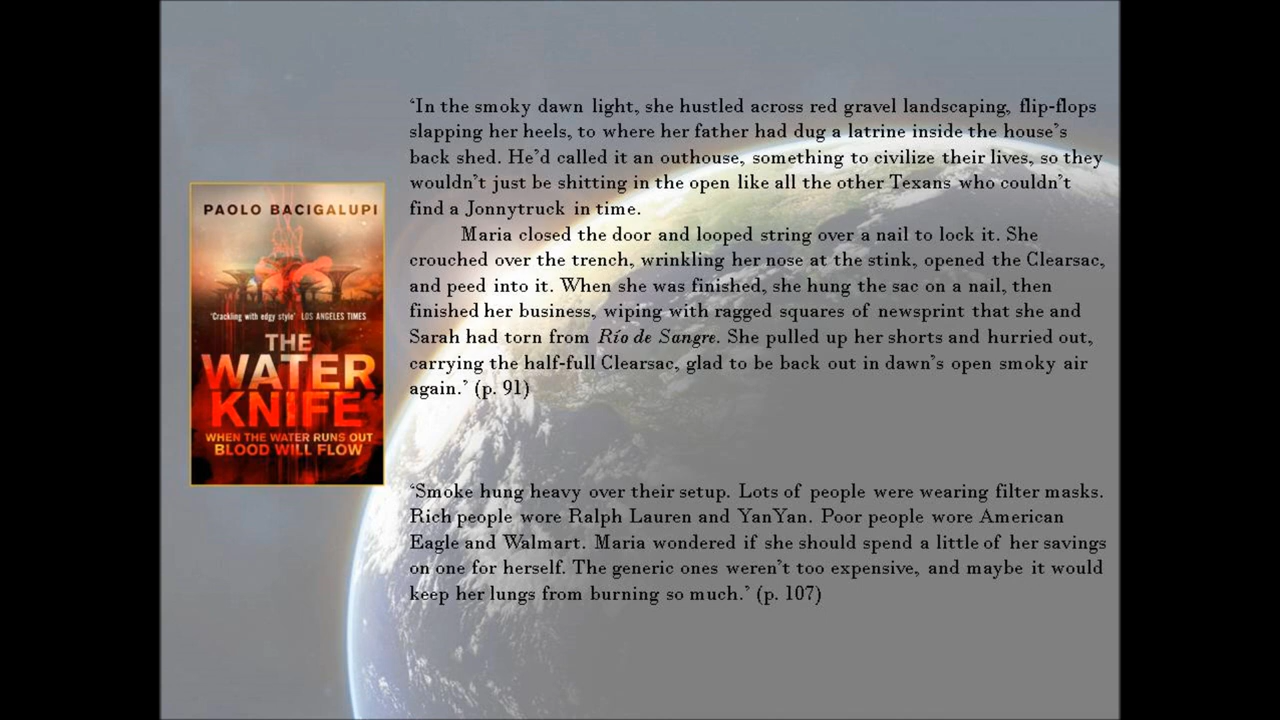 PAOLO BACIGALUPI
'Crackling with edgy style' LOS ANGELES TIMES
THE
WATER
KNIFE
WHEN THE WATER RUNS OUT
BLOOD WILL FLOW
‘In the smoky dawn light, she hustled across red gravel landscaping, flip-flops
slapping her heels, to where her father had dug a latrine inside the house’s
back shed. He’d called it an outhouse, something to civilize their lives, so they
wouldn’t just be shitting in the open like all the other Texans who couldn’t
find a Jonnytruck in time.
Maria closed the door and looped string over a nail to lock it. She
crouched over the trench, wrinkling her nose at the stink, opened the Clearsac,
and peed into it. When she was finished, she hung the sac on a nail, then
finished her business, wiping with ragged squares of newsprint that she and
Sarah had torn from Río de Sangre. She pulled up her shorts and hurried out,
carrying the half-full Clearsac, glad to be back out in dawn’s open smoky air
again.’ (p. 91)
‘Smoke hung heavy over their setup. Lots of people were wearing filter masks.
Rich people wore Ralph Lauren and YanYan. Poor people wore American
Eagle and Walmart. Maria wondered if she should spend a little of her savings
on one for herself. The generic ones weren’t too expensive, and maybe it would
keep her lungs from burning so much.’ (p. 107)